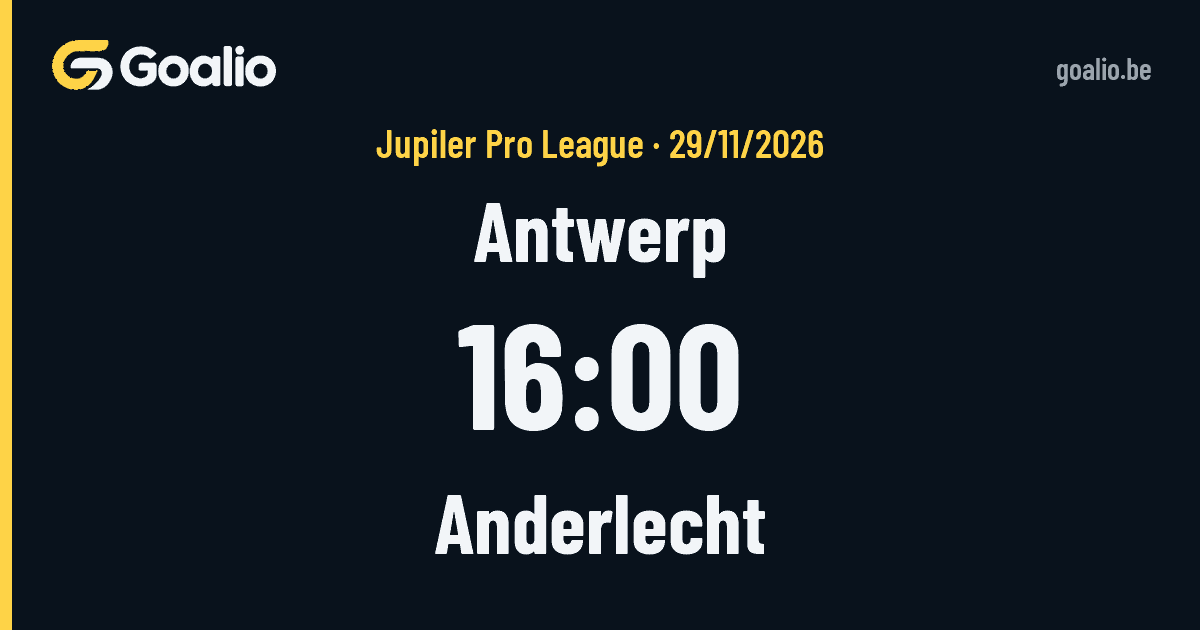 Goalio
goalio.be
Jupiler Pro League · 29/11/2026
Antwerp
16:00
Anderlecht